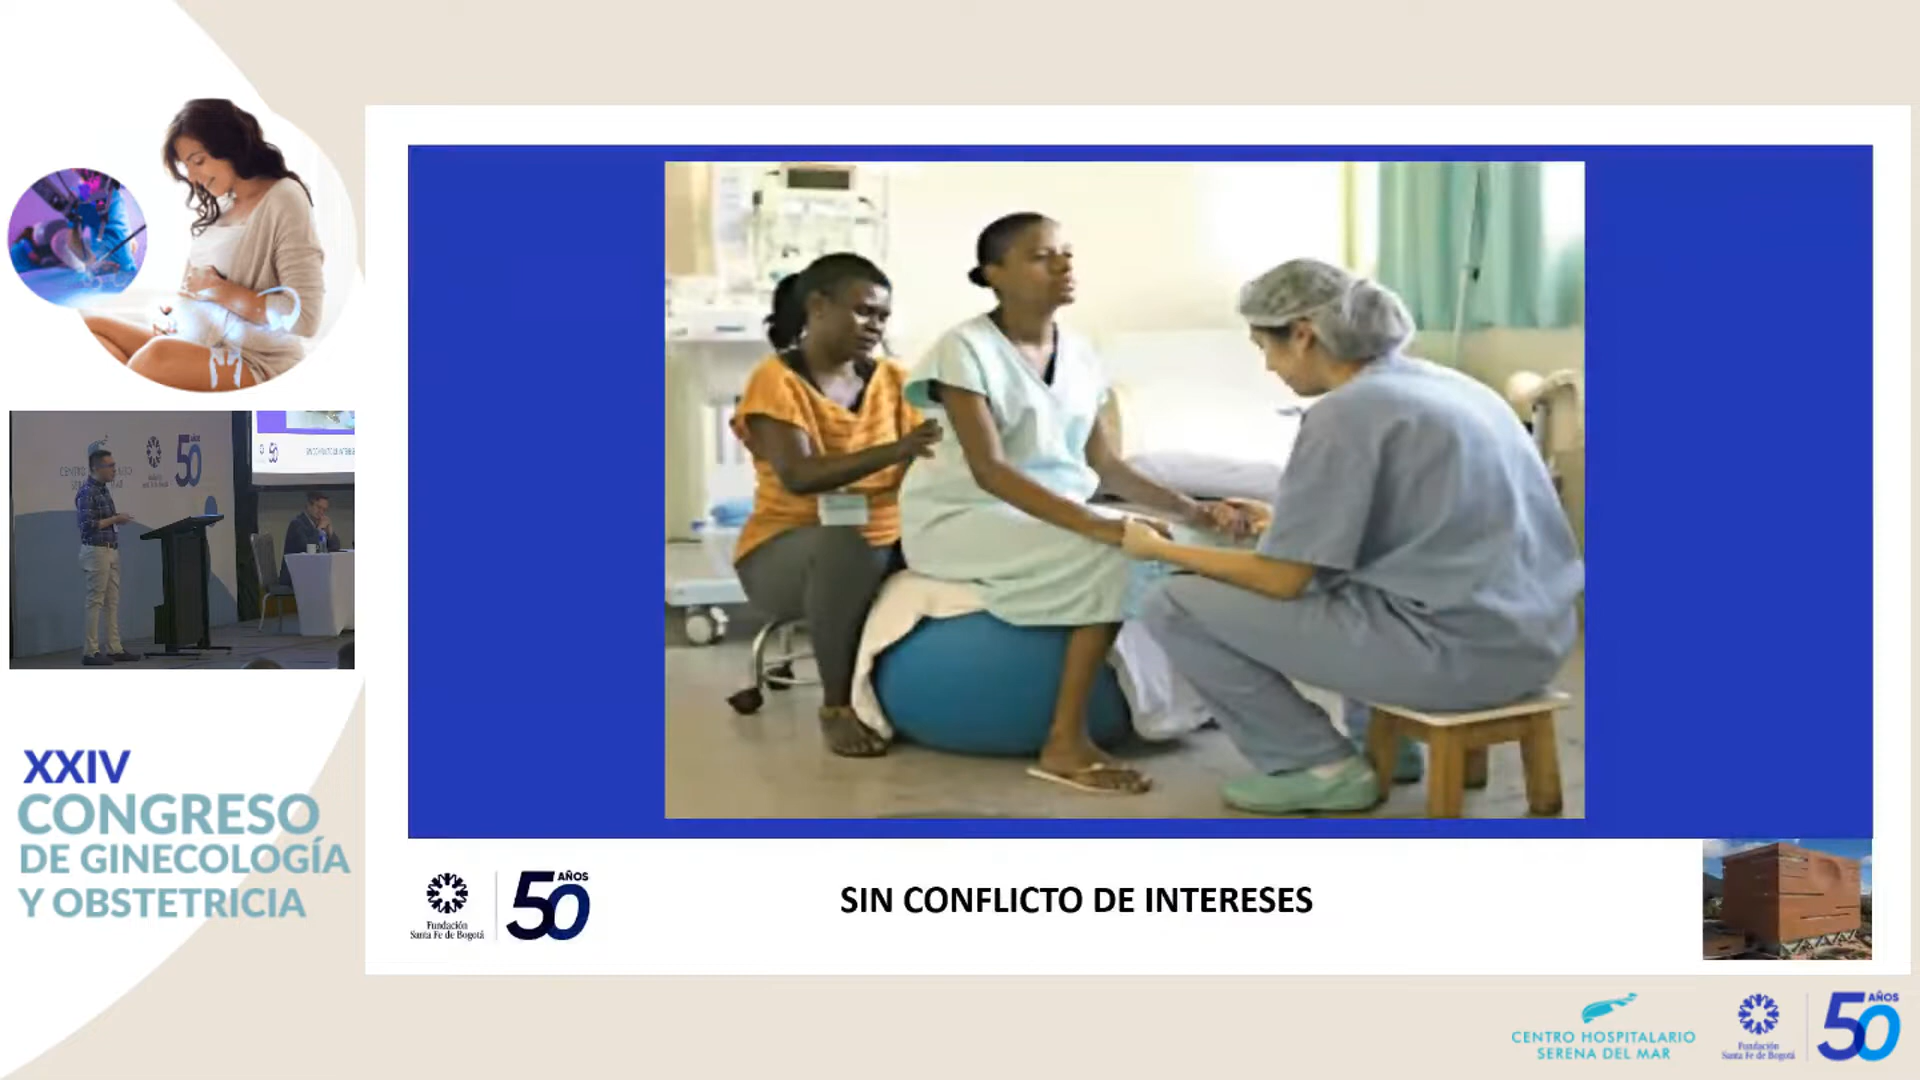 XXIV
CONGRESO
DE GINECOLOGÍA
Y OBSTETRICIA
Fundación
Santa Fe de Bogotá
50
AÑOS
SIN CONFLICTO DE INTERESES
CENTRO HOSPITALARIO
SERENA DEL MAR
Fundación
Santa Fe de Bogotá
50
AÑOS